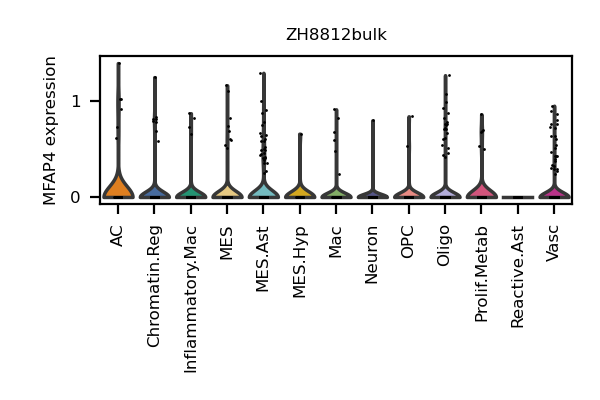 ZH8812bulk
MFAP4 expression
1
0
AC
Chromatin.Reg
Inflammatory.Mac
MES
MES.Ast
MES.Hyp
Mac
Neuron
OPC
Oligo
Prolif.Metab
Reactive.Ast
Vasc